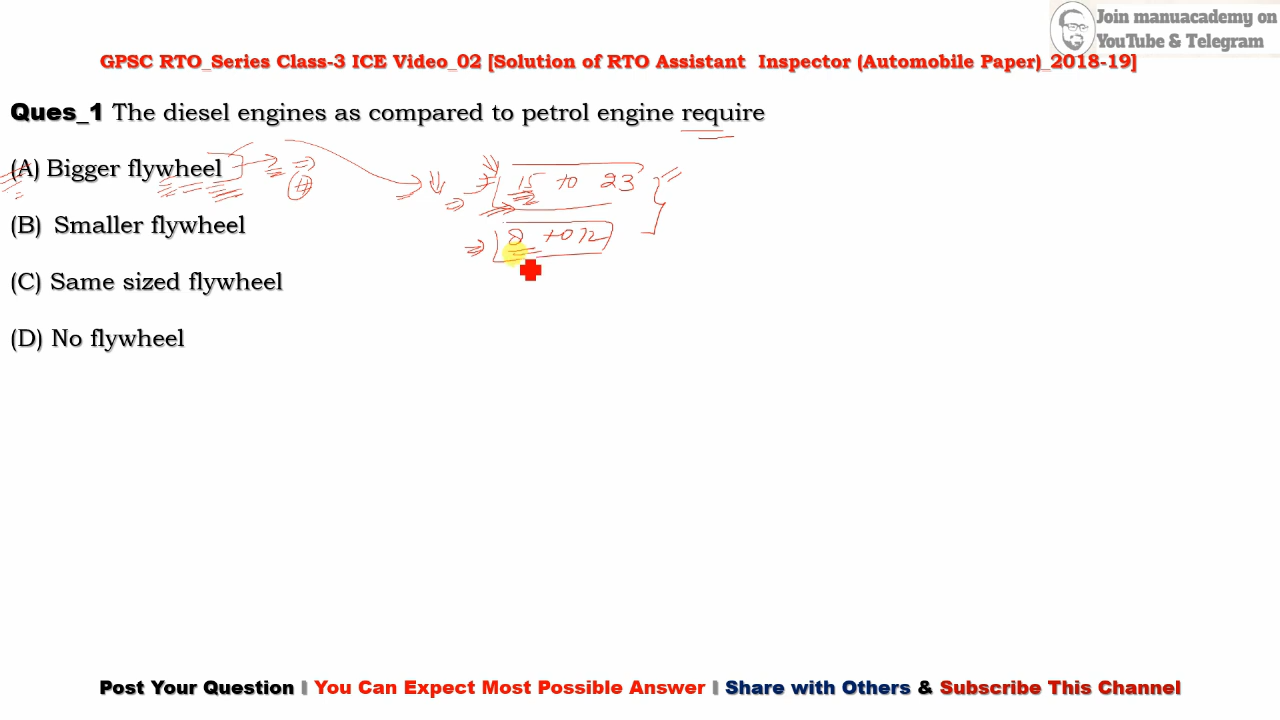 Join manuacademy on
YouTube & Telegram
GPSC RTO_Series Class-3 ICE Video_02 [Solution of RTO Assistant Inspector (Automobile Paper)_2018-19]
Ques_1 The diesel engines as compared to petrol engine require
(A) Bigger flywheel
15 to 23
(B) Smaller flywheel
8 to 12
(C) Same sized flywheel
(D) No flywheel
Post Your Question | You Can Expect Most Possible Answer | Share with Others & Subscribe This Channel